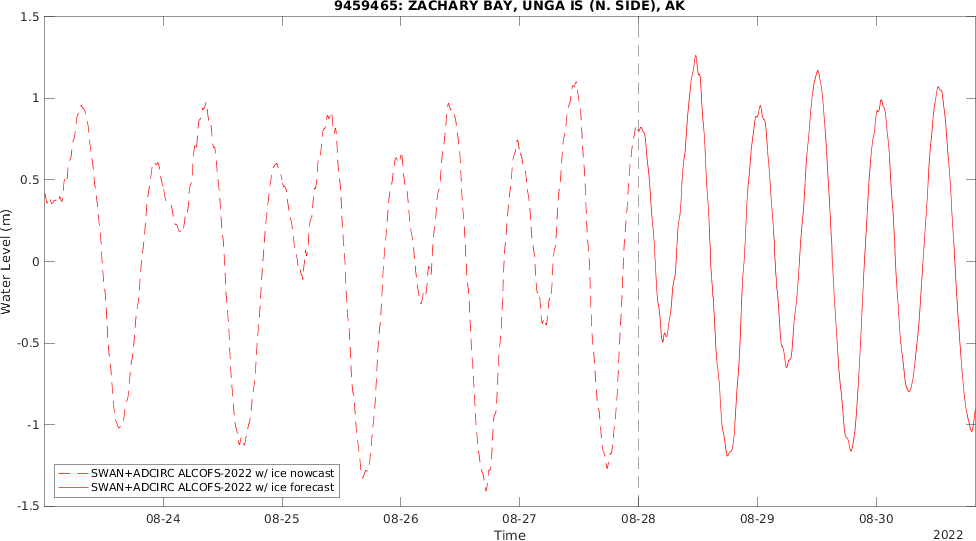 9459465: ZACHARY BAY, UNGA IS (N. SIDE), AK
1.5
1
0.5
0
-0.5
-1
-1.5
Water Level (m)
SWAN+ADCIRC ALCOFS-2022 w/ ice nowcast
SWAN+ADCIRC ALCOFS-2022 w/ ice forecast
08-24 08-25 08-26 08-27 08-28 08-29 08-30
Time
2022